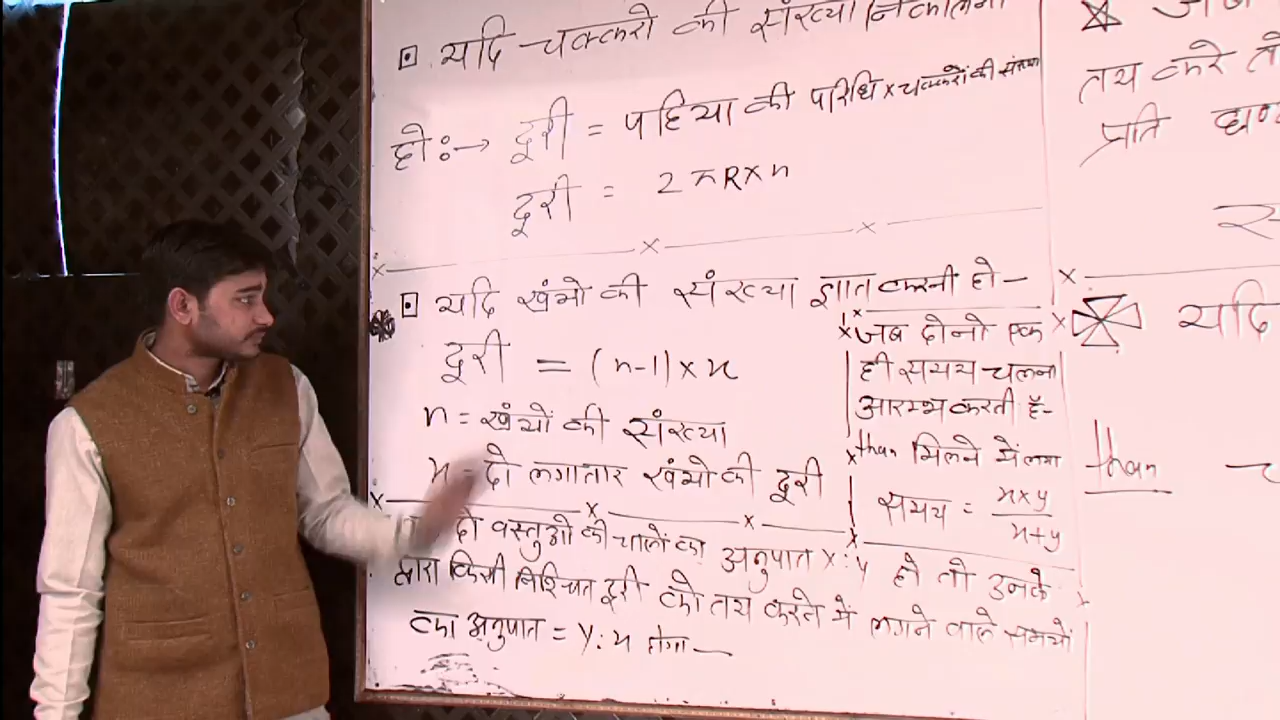 यदि चक्करो की संख्या निकालना
हो :→ दूरी = पहिया की परिधि × चक्करों की संख्या
दूरी = 2πR×n
यदि खंभो की संख्या ज्ञात करनी हो -
दूरी = (n-1)×x
n = खंभों की संख्या
x = दो लगातार खंभो की दूरी
जब दोनो एक
ही समय चलना
आरम्भ करती है-
than मिलने में लगा
समय = x×y / x+y
दो वस्तुओ की चालों का अनुपात x:y हो तो उनके
द्वारा किसी निश्चित दूरी को तय करने में लगने वाले समयों
का अनुपात = y:x होगा —
जब
तय करे तो
प्रति
यदि
than